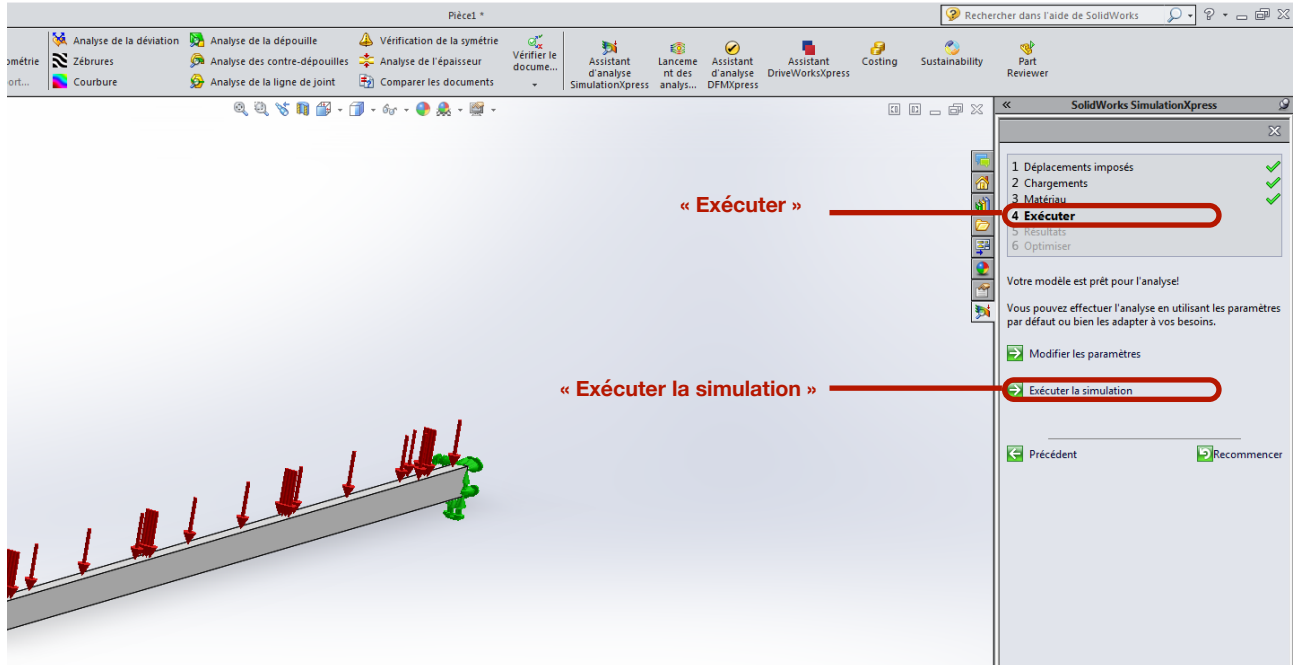 Pièce1 *
Rechercher dans l'aide de SolidWorks
Analyse de la déviation
Analyse de la dépouille
Vérification de la symétrie
ométrie
Zébrures
Analyse des contre-dépouilles
Analyse de l'épaisseur
ort...
Courbure
Analyse de la ligne de joint
Comparer les documents
Vérifier le
docume...
Assistant
d'analyse
SimulationXpress
Lanceme
nt des
analys...
Assistant
d'analyse
DFMXpress
Assistant
DriveWorksXpress
Costing
Sustainability
Part
Reviewer
SolidWorks SimulationXpress
1 Déplacements imposés
2 Chargements
3 Matériau
4 Exécuter
5 Résultats
6 Optimiser
« Exécuter »
Votre modèle est prêt pour l'analyse!
Vous pouvez effectuer l'analyse en utilisant les paramètres
par défaut ou bien les adapter à vos besoins.
Modifier les paramètres
« Exécuter la simulation »
Exécuter la simulation
Précédent
Recommencer